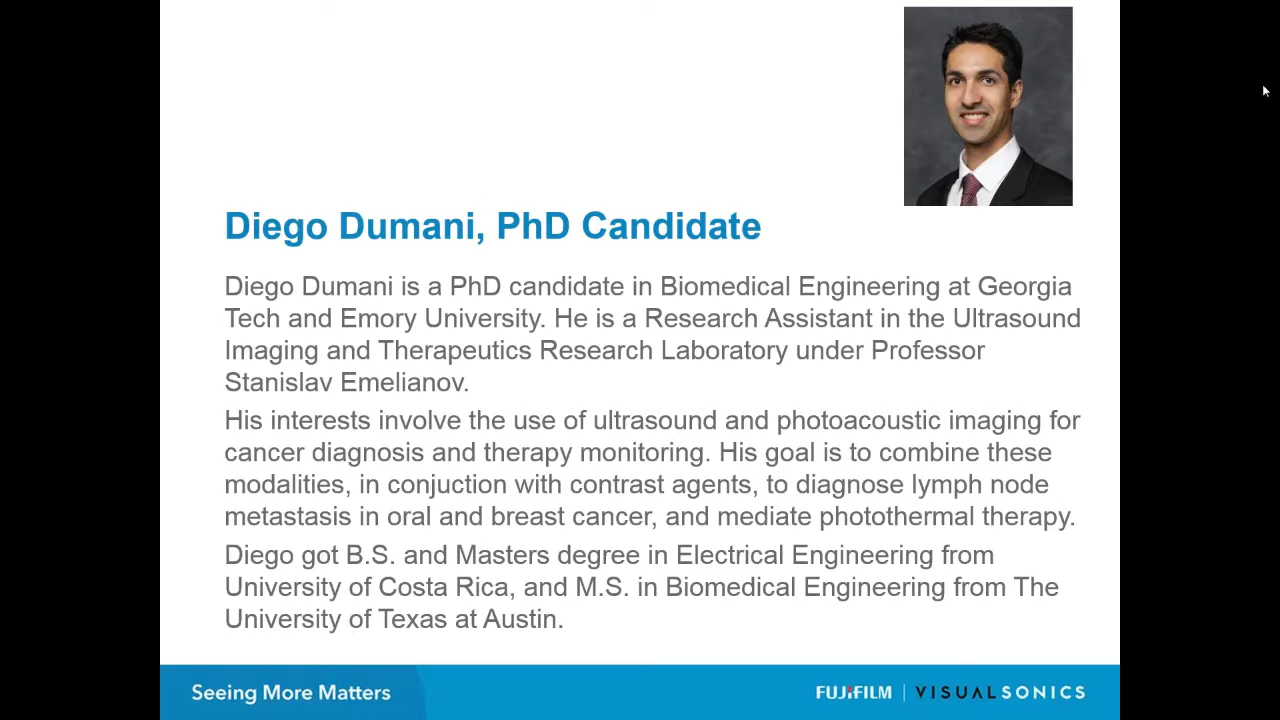 Diego Dumani, PhD Candidate
Diego Dumani is a PhD candidate in Biomedical Engineering at Georgia
Tech and Emory University. He is a Research Assistant in the Ultrasound
Imaging and Therapeutics Research Laboratory under Professor
Stanislav Emelianov.
His interests involve the use of ultrasound and photoacoustic imaging for
cancer diagnosis and therapy monitoring. His goal is to combine these
modalities, in conjuction with contrast agents, to diagnose lymph node
metastasis in oral and breast cancer, and mediate photothermal therapy.
Diego got B.S. and Masters degree in Electrical Engineering from
University of Costa Rica, and M.S. in Biomedical Engineering from The
University of Texas at Austin.
Seeing More Matters
FUJIFILM | VISUALSONICS